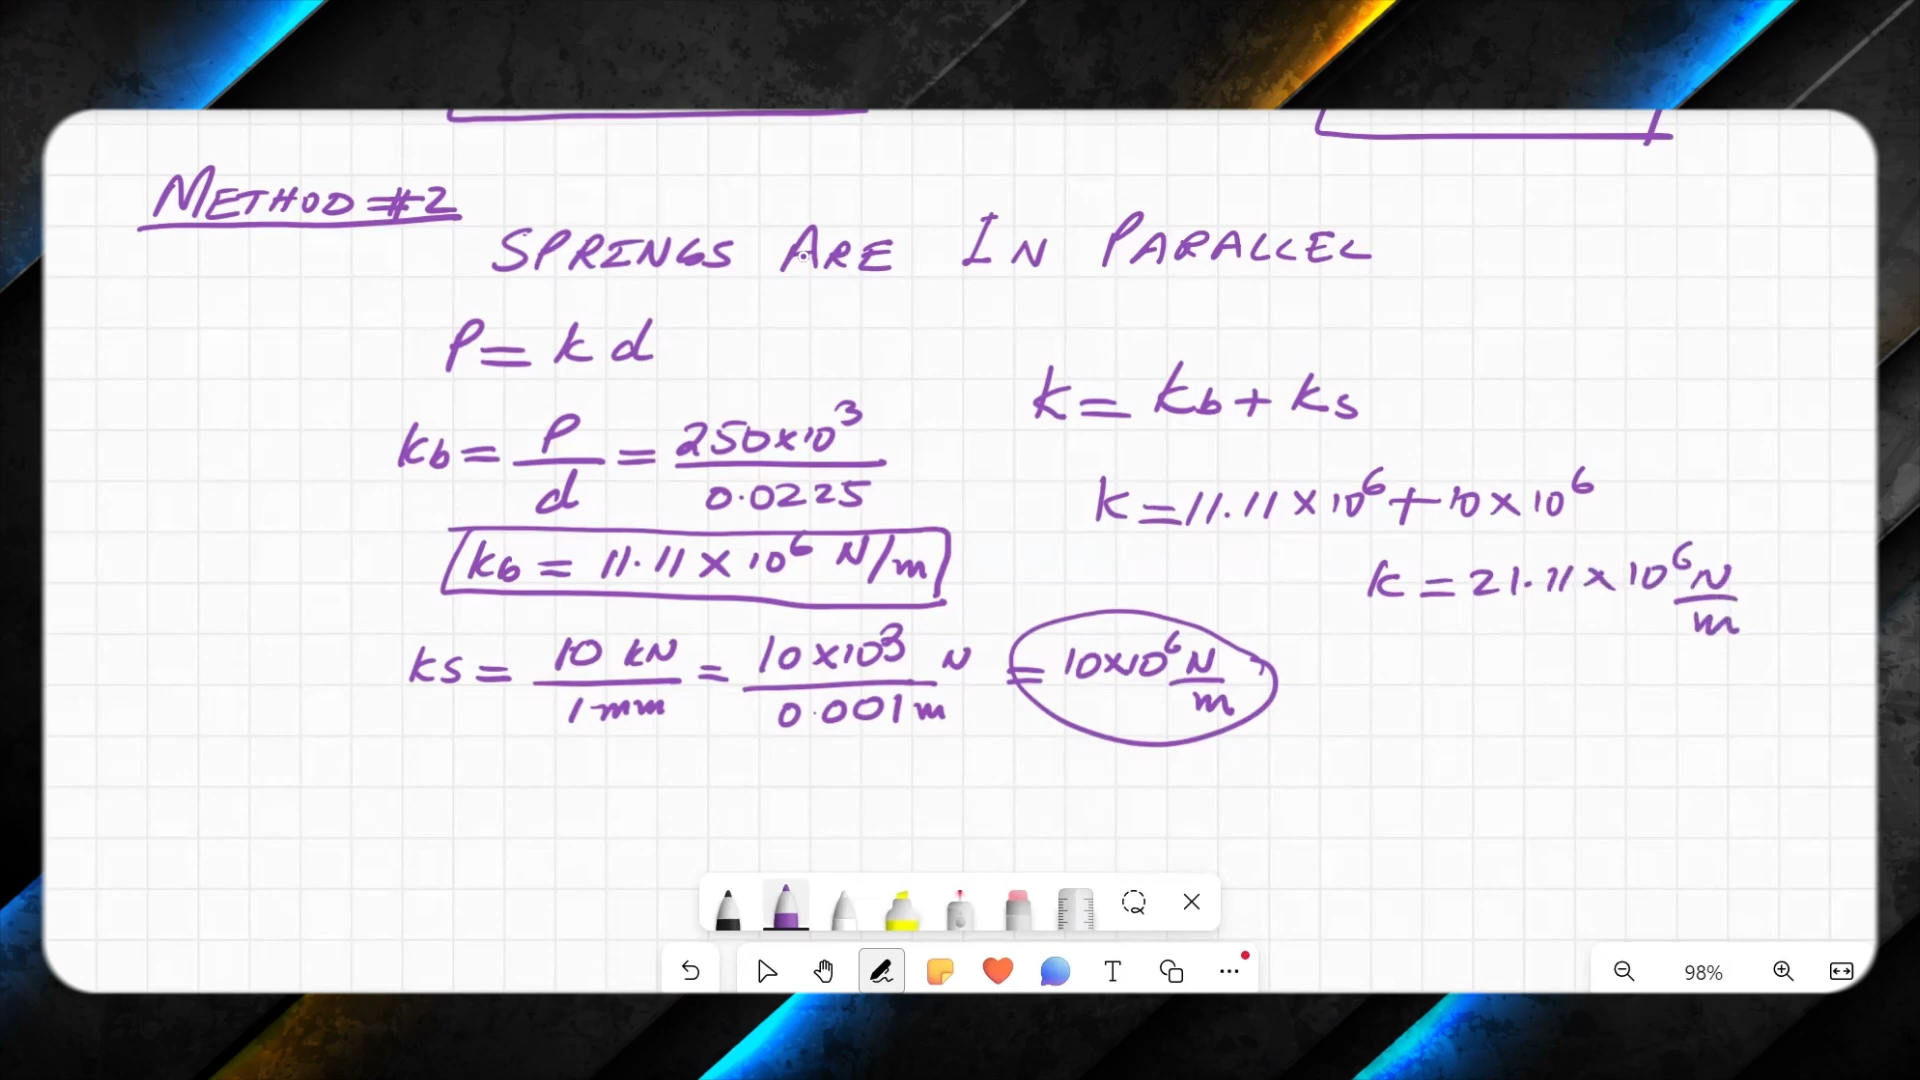 METHOD #2
SPRINGS ARE IN PARALLEL
P = k d
kb = P/d = 250×10³/0.0225
kb = 11.11 × 10⁶ N/m
ks = 10 kN/1 mm = 10×10³ N/0.001 m = 10×10⁶ N/m
k = kb + ks
k = 11.11 × 10⁶ + 10 × 10⁶
k = 21.11 × 10⁶ N/m
98%